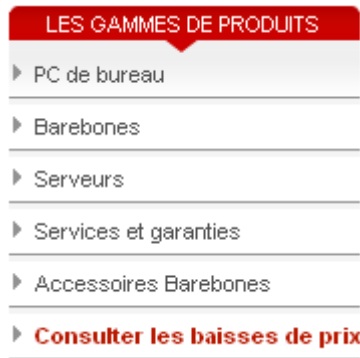 LES GAMMES DE PRODUITS
PC de bureau
Barebones
Serveurs
Services et garanties
Accessoires Barebones
Consulter les baisses de prix